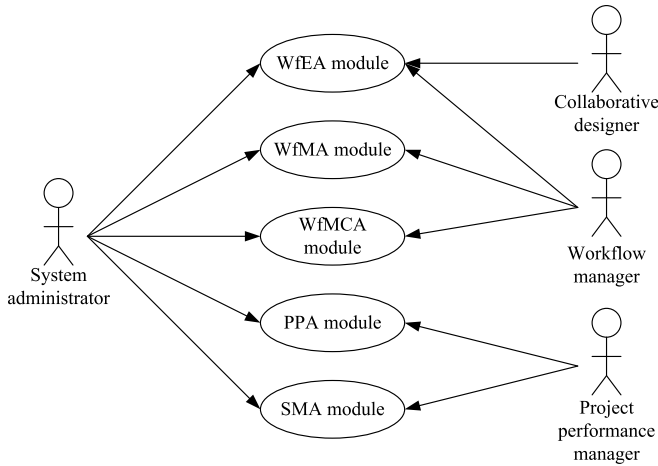 WfEA module
Collaborative
designer
WfMA module
WfMCA
module
Workflow
manager
System
administrator
PPA module
SMA module
Project
performance
manager